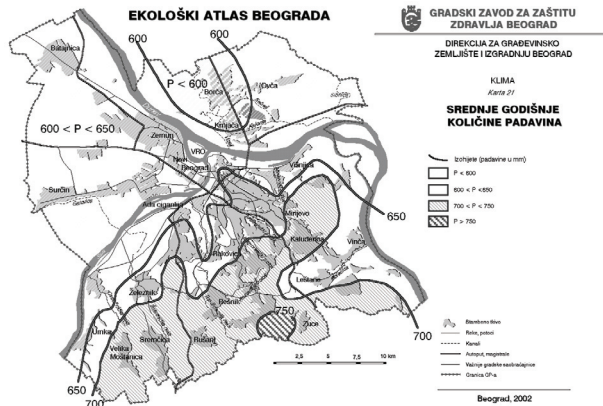 EKOLOŠKI ATLAS BEOGRADA
GRADSKI ZAVOD ZA ZAŠTITU
ZDRAVLJA BEOGRAD
DIREKCIJA ZA GRAĐEVINSKO
ZEMLJIŠTE I IZGRADNJU BEOGRAD
KLIMA
Karta 21
SREDNJE GODIŠNJE
KOLIČINE PADAVINA
Izohijete (padavine u mm)
P < 600
600 < P < 650
700 < P < 750
P > 750
600
600
Batajnica
P < 600
Borča
Ovča
Krnjača
600 < P < 650
Zemun
VRO
Novi
Beograd
Višnjica
Surčin
Ada ciganlija
650
Mirijevo
Kaluđerica
Vinča
Rakovica
Leštane
Železnik
Resnik
750
Zuce
700
Umka
Velika
Moštanica
Sremčica
Rušanj
650
700
2,5
5
7,5
10 km
Stambeno tkivo
Reke, potoci
Kanali
Autoput, magistrale
Važnije gradske saobraćajnice
Granica GP-a
Beograd, 2002